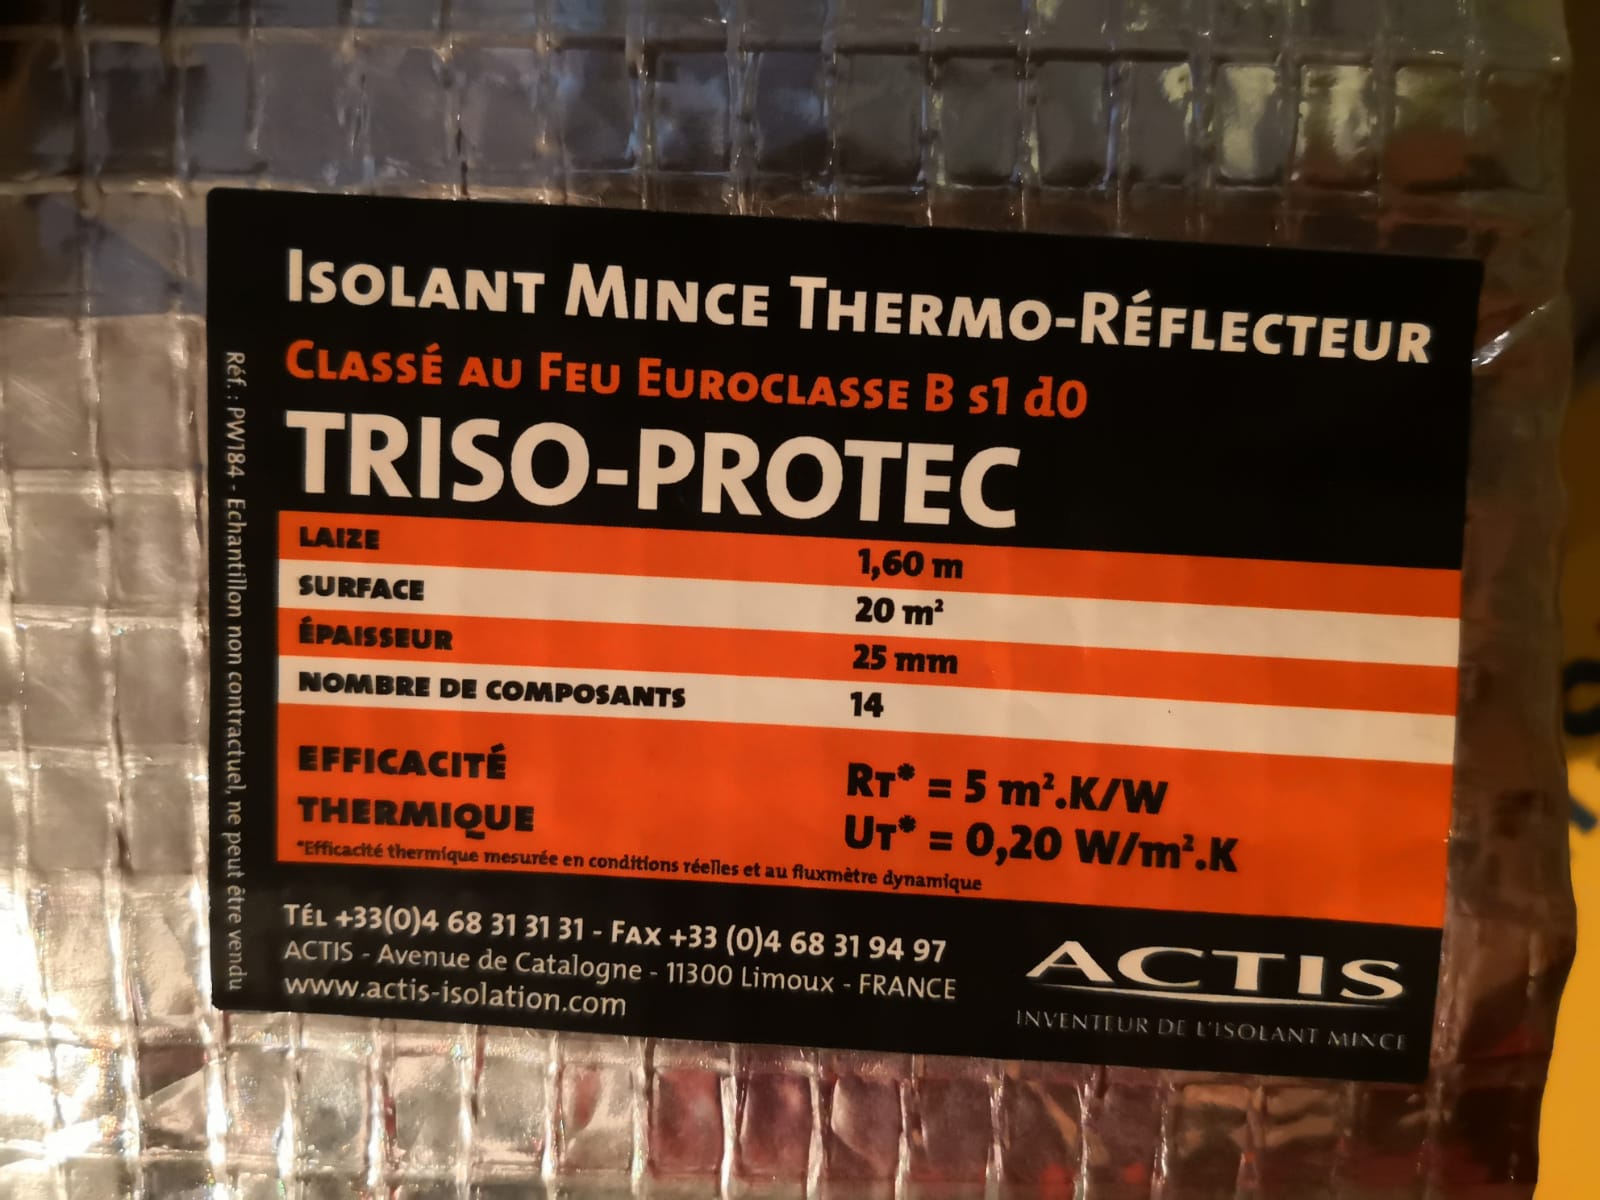 ISOLANT MINCE THERMO-RÉFLECTEUR
CLASSÉ AU FEU EUROCLASSE B s1 d0
TRISO-PROTEC
LAIZE 1,60 m
SURFACE 20 m²
ÉPAISSEUR 25 mm
NOMBRE DE COMPOSANTS 14
EFFICACITÉ THERMIQUE
RT* = 5 m².K/W
UT* = 0,20 W/m².K
*Efficacité thermique mesurée en conditions réelles et au fluxmètre dynamique
TÉL +33(0)4 68 31 31 31 - FAX +33 (0)4 68 31 94 97
ACTIS - Avenue de Catalogne - 11300 Limoux - FRANCE
www.actis-isolation.com
ACTIS
INVENTEUR DE L'ISOLANT MINCE
Réf. : PW184 - Echantillon non contractuel, ne peut être vendu